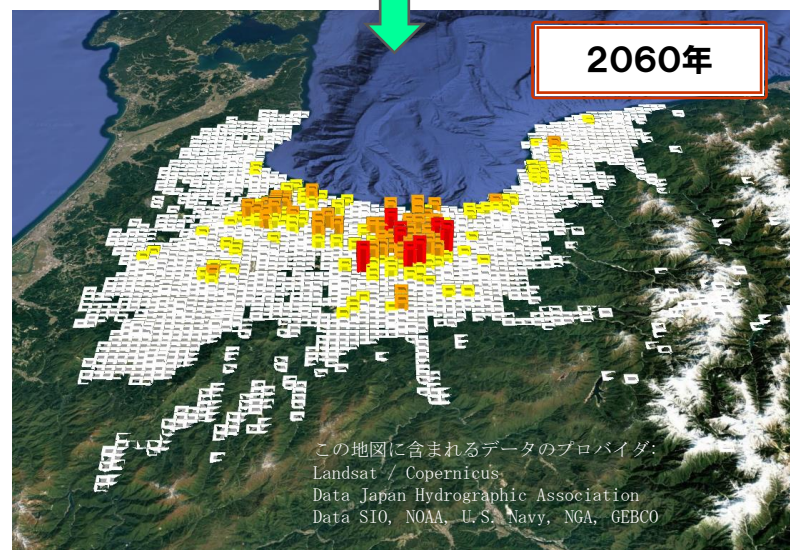 2060年
この地図に含まれるデータのプロバイダ:
Landsat / Copernicus
Data Japan Hydrographic Association
Data SIO, NOAA, U.S. Navy, NGA, GEBCO